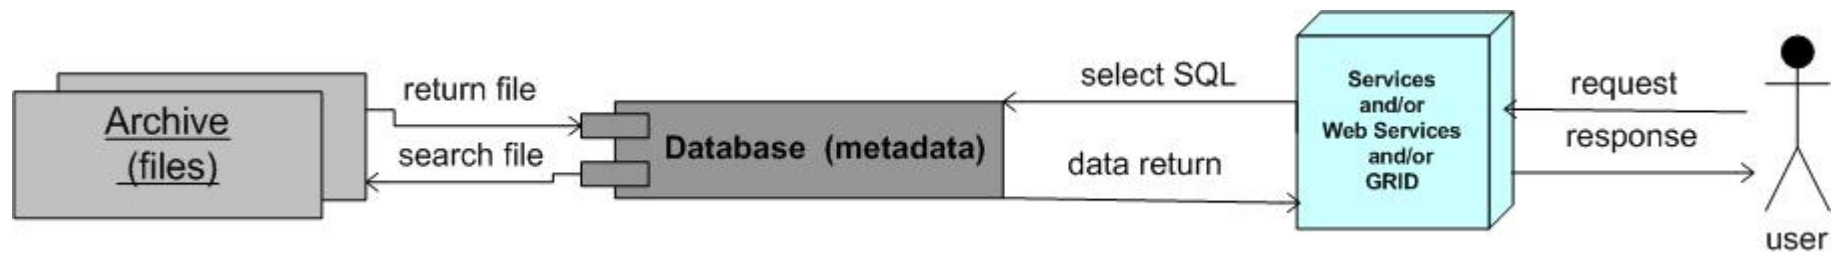 Archive
(files)
return file
search file
Database (metadata)
select SQL
data return
Services
and/or
Web Services
and/or
GRID
request
response
user